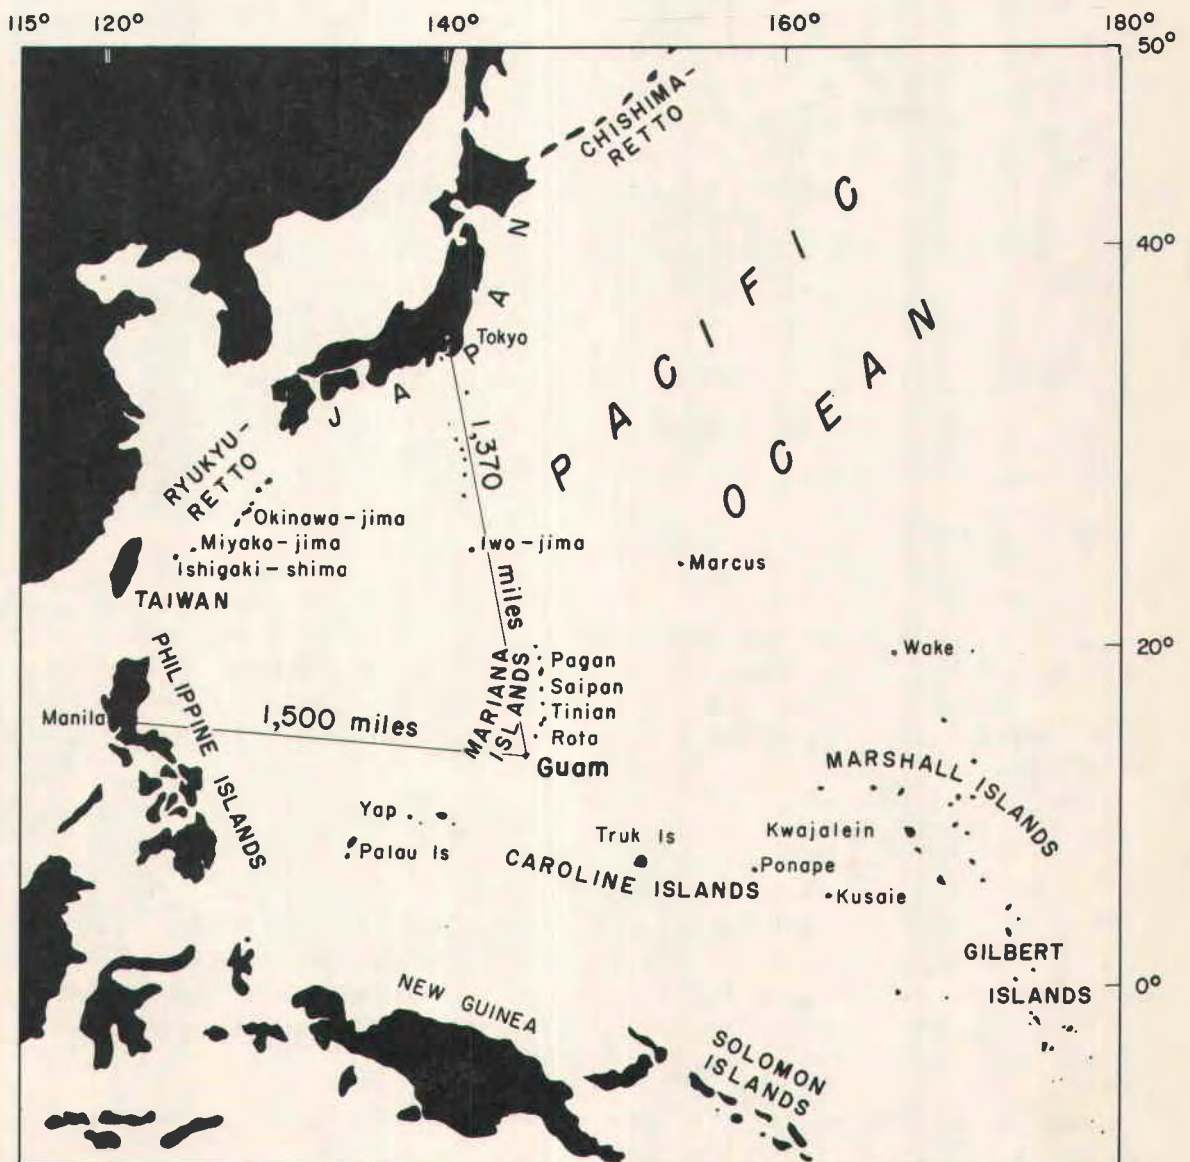 115° 120° 140° 160° 180°
50°
CHISHIMA-
RETTO
PACIFIC
OCEAN
40°
JAPAN
Tokyo
1,370 miles
RYUKYU-
RETTO
Okinawa-jima
Miyako-jima
Ishigaki-shima
TAIWAN
Iwo-jima
Marcus
Wake
20°
PHILIPPINE ISLANDS
Manila
1,500 miles
MARIANA
ISLANDS
Pagan
Saipan
Tinian
Rota
Guam
MARSHALL ISLANDS
Yap
Palau Is
Truk Is
Kwajalein
CAROLINE ISLANDS
Ponape
Kusaie
GILBERT
ISLANDS
0°
NEW GUINEA
SOLOMON
ISLANDS